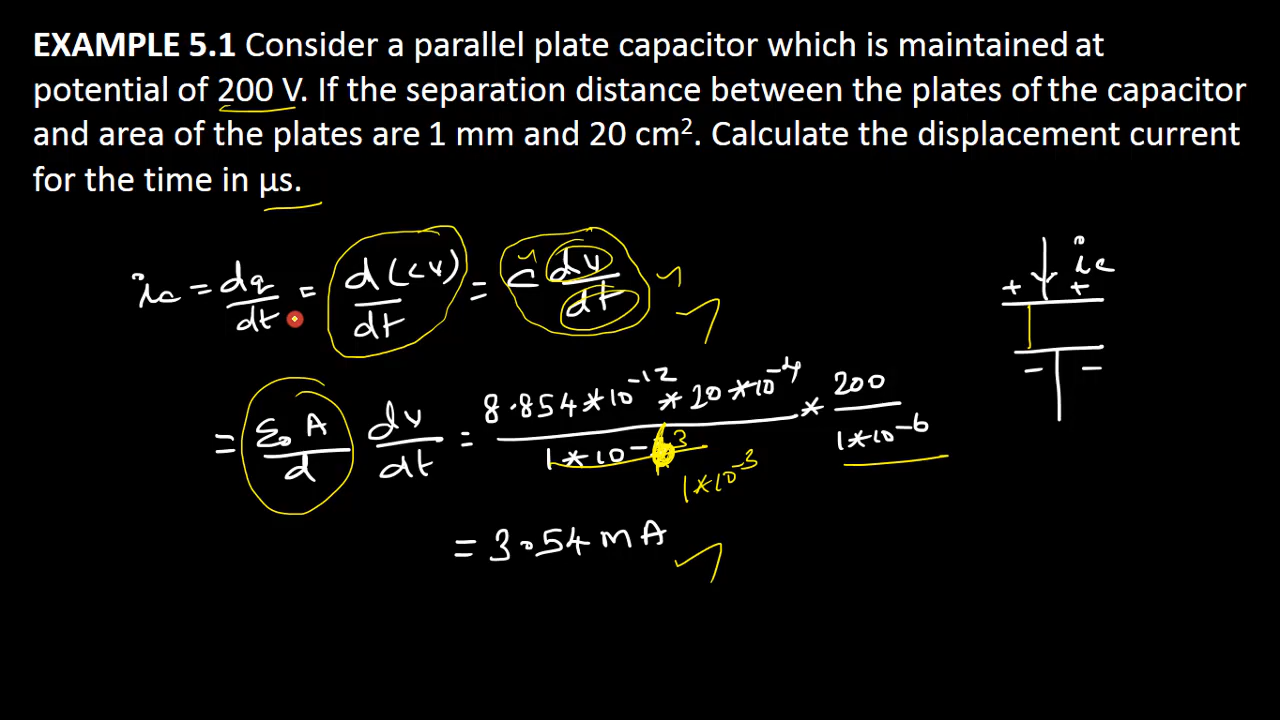 EXAMPLE 5.1 Consider a parallel plate capacitor which is maintained at
potential of 200 V. If the separation distance between the plates of the capacitor
and area of the plates are 1 mm and 20 cm². Calculate the displacement current
for the time in µs.
ic = dq/dt = d(cv)/dt = C dv/dt
+ + ic
- -
= ε₀ A/d dv/dt = 8.854*10⁻¹² * 20*10⁻⁴ / 1*10⁻³ * 200/1*10⁻⁶
1*10⁻³
= 3.54 mA